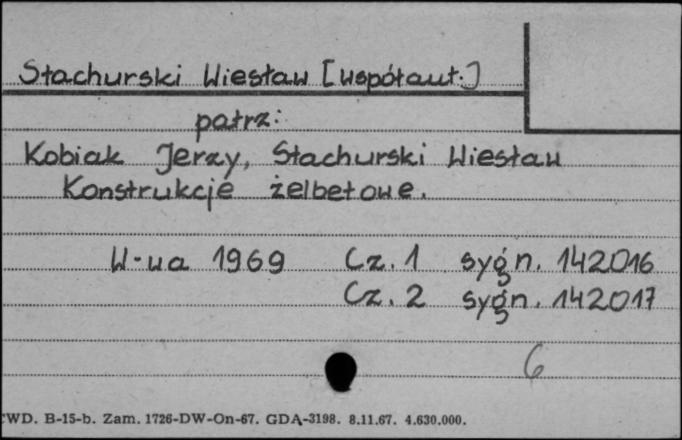 Stachurski Wiesław [współaut.]
patrz:
Kobiak Jerzy, Stachurski Wiesław
Konstrukcje żelbetowe.
W-wa 1969 Cz. 1 sygn. 142016
Cz. 2 sygn. 142017
6
CWD. B-15-b. Zam. 1726-DW-On-67. GDA-3198. 8.11.67. 4.630.000.